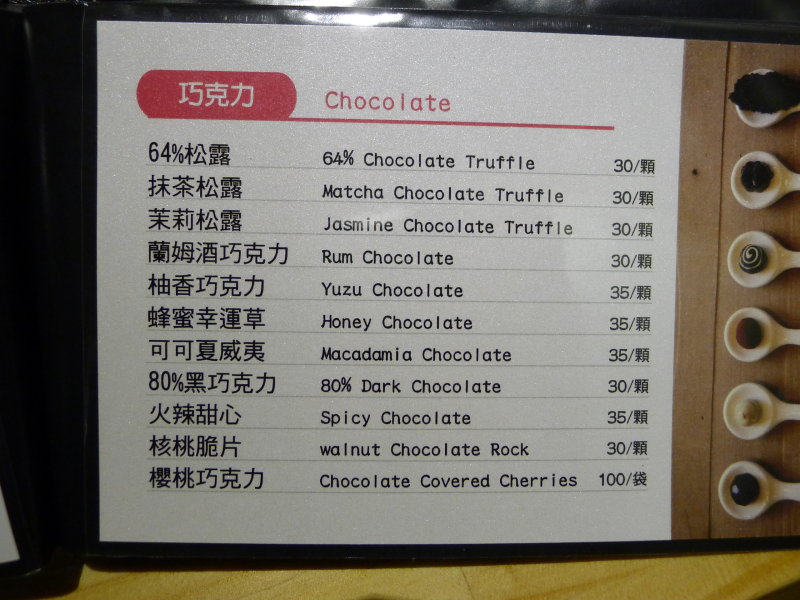 巧克力 Chocolate
64%松露 64% Chocolate Truffle 30/顆
抹茶松露 Matcha Chocolate Truffle 30/顆
茉莉松露 Jasmine Chocolate Truffle 30/顆
蘭姆酒巧克力 Rum Chocolate 30/顆
柚香巧克力 Yuzu Chocolate 35/顆
蜂蜜幸運草 Honey Chocolate 35/顆
可可夏威夷 Macadamia Chocolate 35/顆
80%黑巧克力 80% Dark Chocolate 30/顆
火辣甜心 Spicy Chocolate 35/顆
核桃脆片 walnut Chocolate Rock 30/顆
櫻桃巧克力 Chocolate Covered Cherries 100/袋